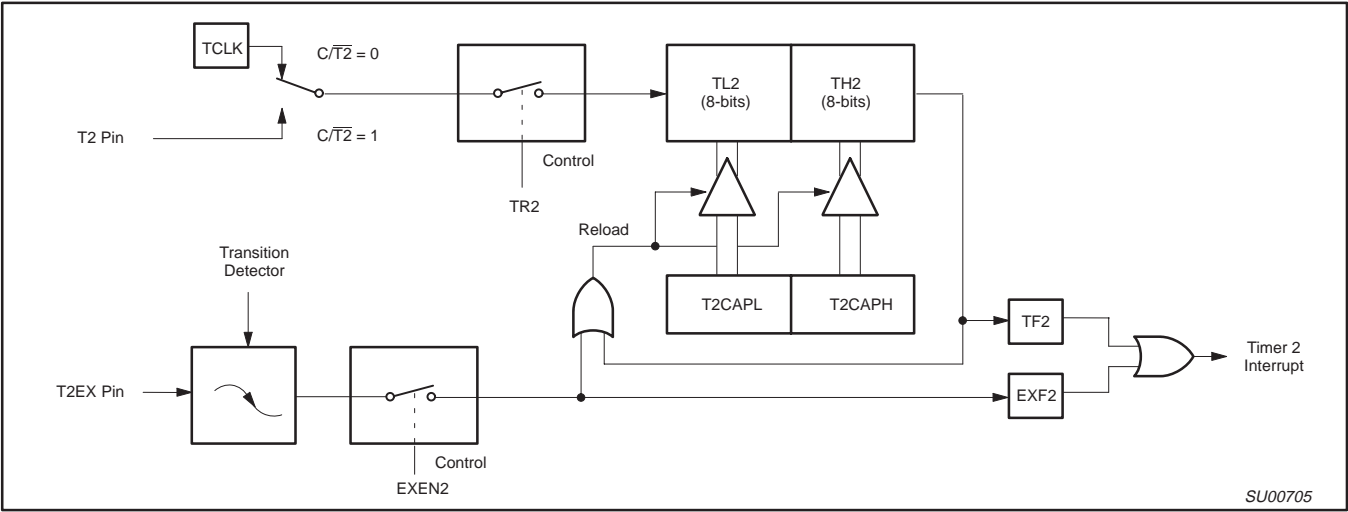 TCLK
C/T2 = 0
T2 Pin
C/T2 = 1
Control
TR2
TL2
(8-bits)
TH2
(8-bits)
Reload
Transition
Detector
T2CAPL
T2CAPH
T2EX Pin
Control
EXEN2
TF2
EXF2
Timer 2
Interrupt
SU00705